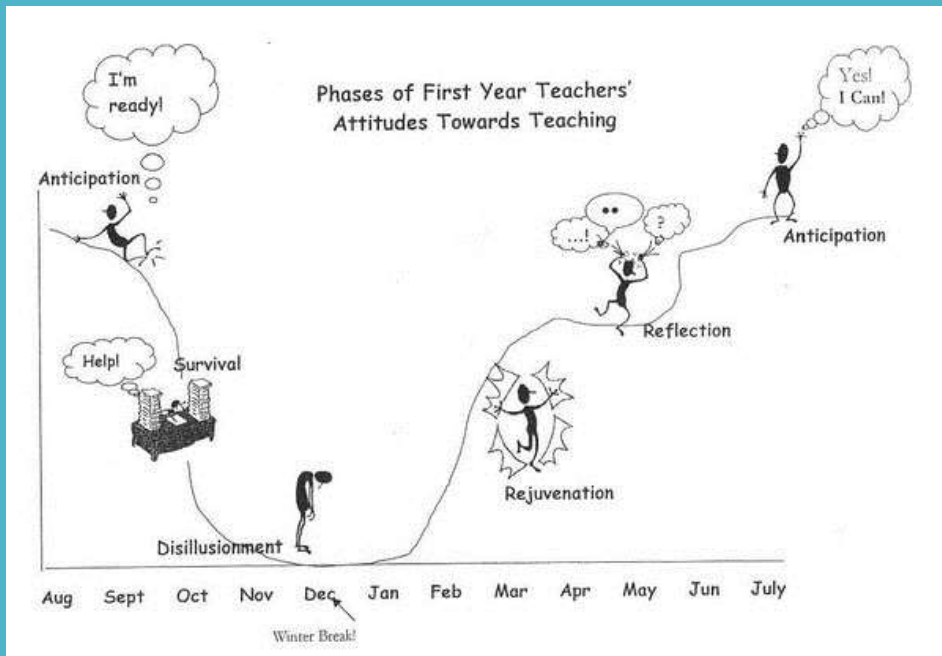 Phases of First Year Teachers'
Attitudes Towards Teaching
I'm
ready!
Yes!
I Can!
Anticipation
...!
••
?
Anticipation
Reflection
Help!
Survival
Rejuvenation
Disillusionment
Aug Sept Oct Nov Dec Jan Feb Mar Apr May Jun July
Winter Break!